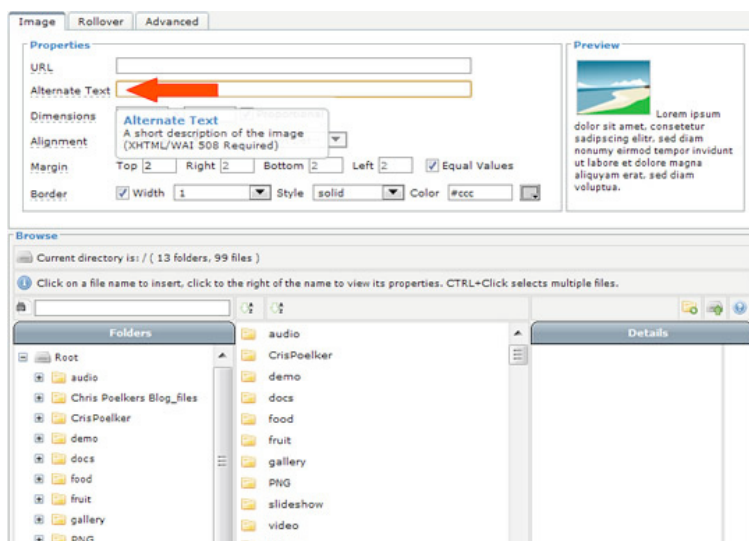 Image Rollover Advanced
Properties
URL
Alternate Text
Dimensions
Alternate Text
A short description of the image
(XHTML/WAI 508 Required)
Alignment
Margin Top 2 Right 2 Bottom 2 Left 2 Equal Values
Border Width 1 Style solid Color #ccc
Preview
Lorem ipsum
dolor sit amet, consetetur
sadipscing elitr, sed diam
nonumy eirmod tempor invidunt
ut labore et dolore magna
aliquyam erat, sed diam
voluptua.
Browse
Current directory is: / ( 13 folders, 99 files )
Click on a file name to insert, click to the right of the name to view its properties. CTRL+Click selects multiple files.
Folders
Root
audio
Chris Poelkers Blog_files
CrisPoelker
demo
docs
food
fruit
gallery
PNG
audio
CrisPoelker
demo
docs
food
fruit
gallery
PNG
slideshow
video
Details